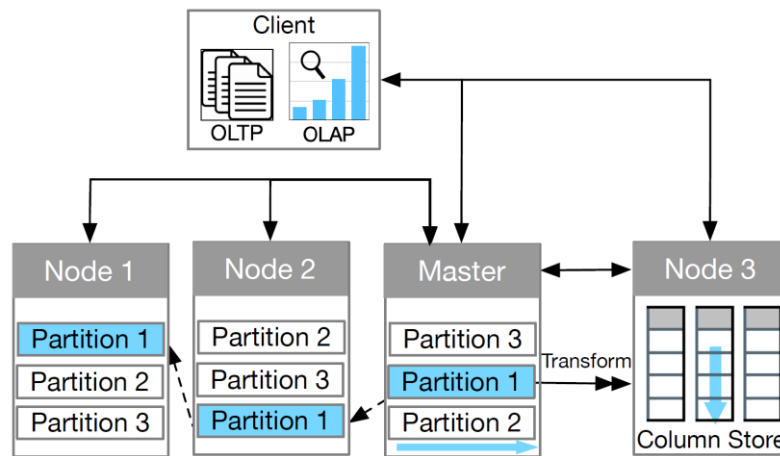 Client
OLTP
OLAP
Node 1
Partition 1
Partition 2
Partition 3
Node 2
Partition 2
Partition 3
Partition 1
Master
Partition 3
Partition 1
Partition 2
Transform
Node 3
Column Store